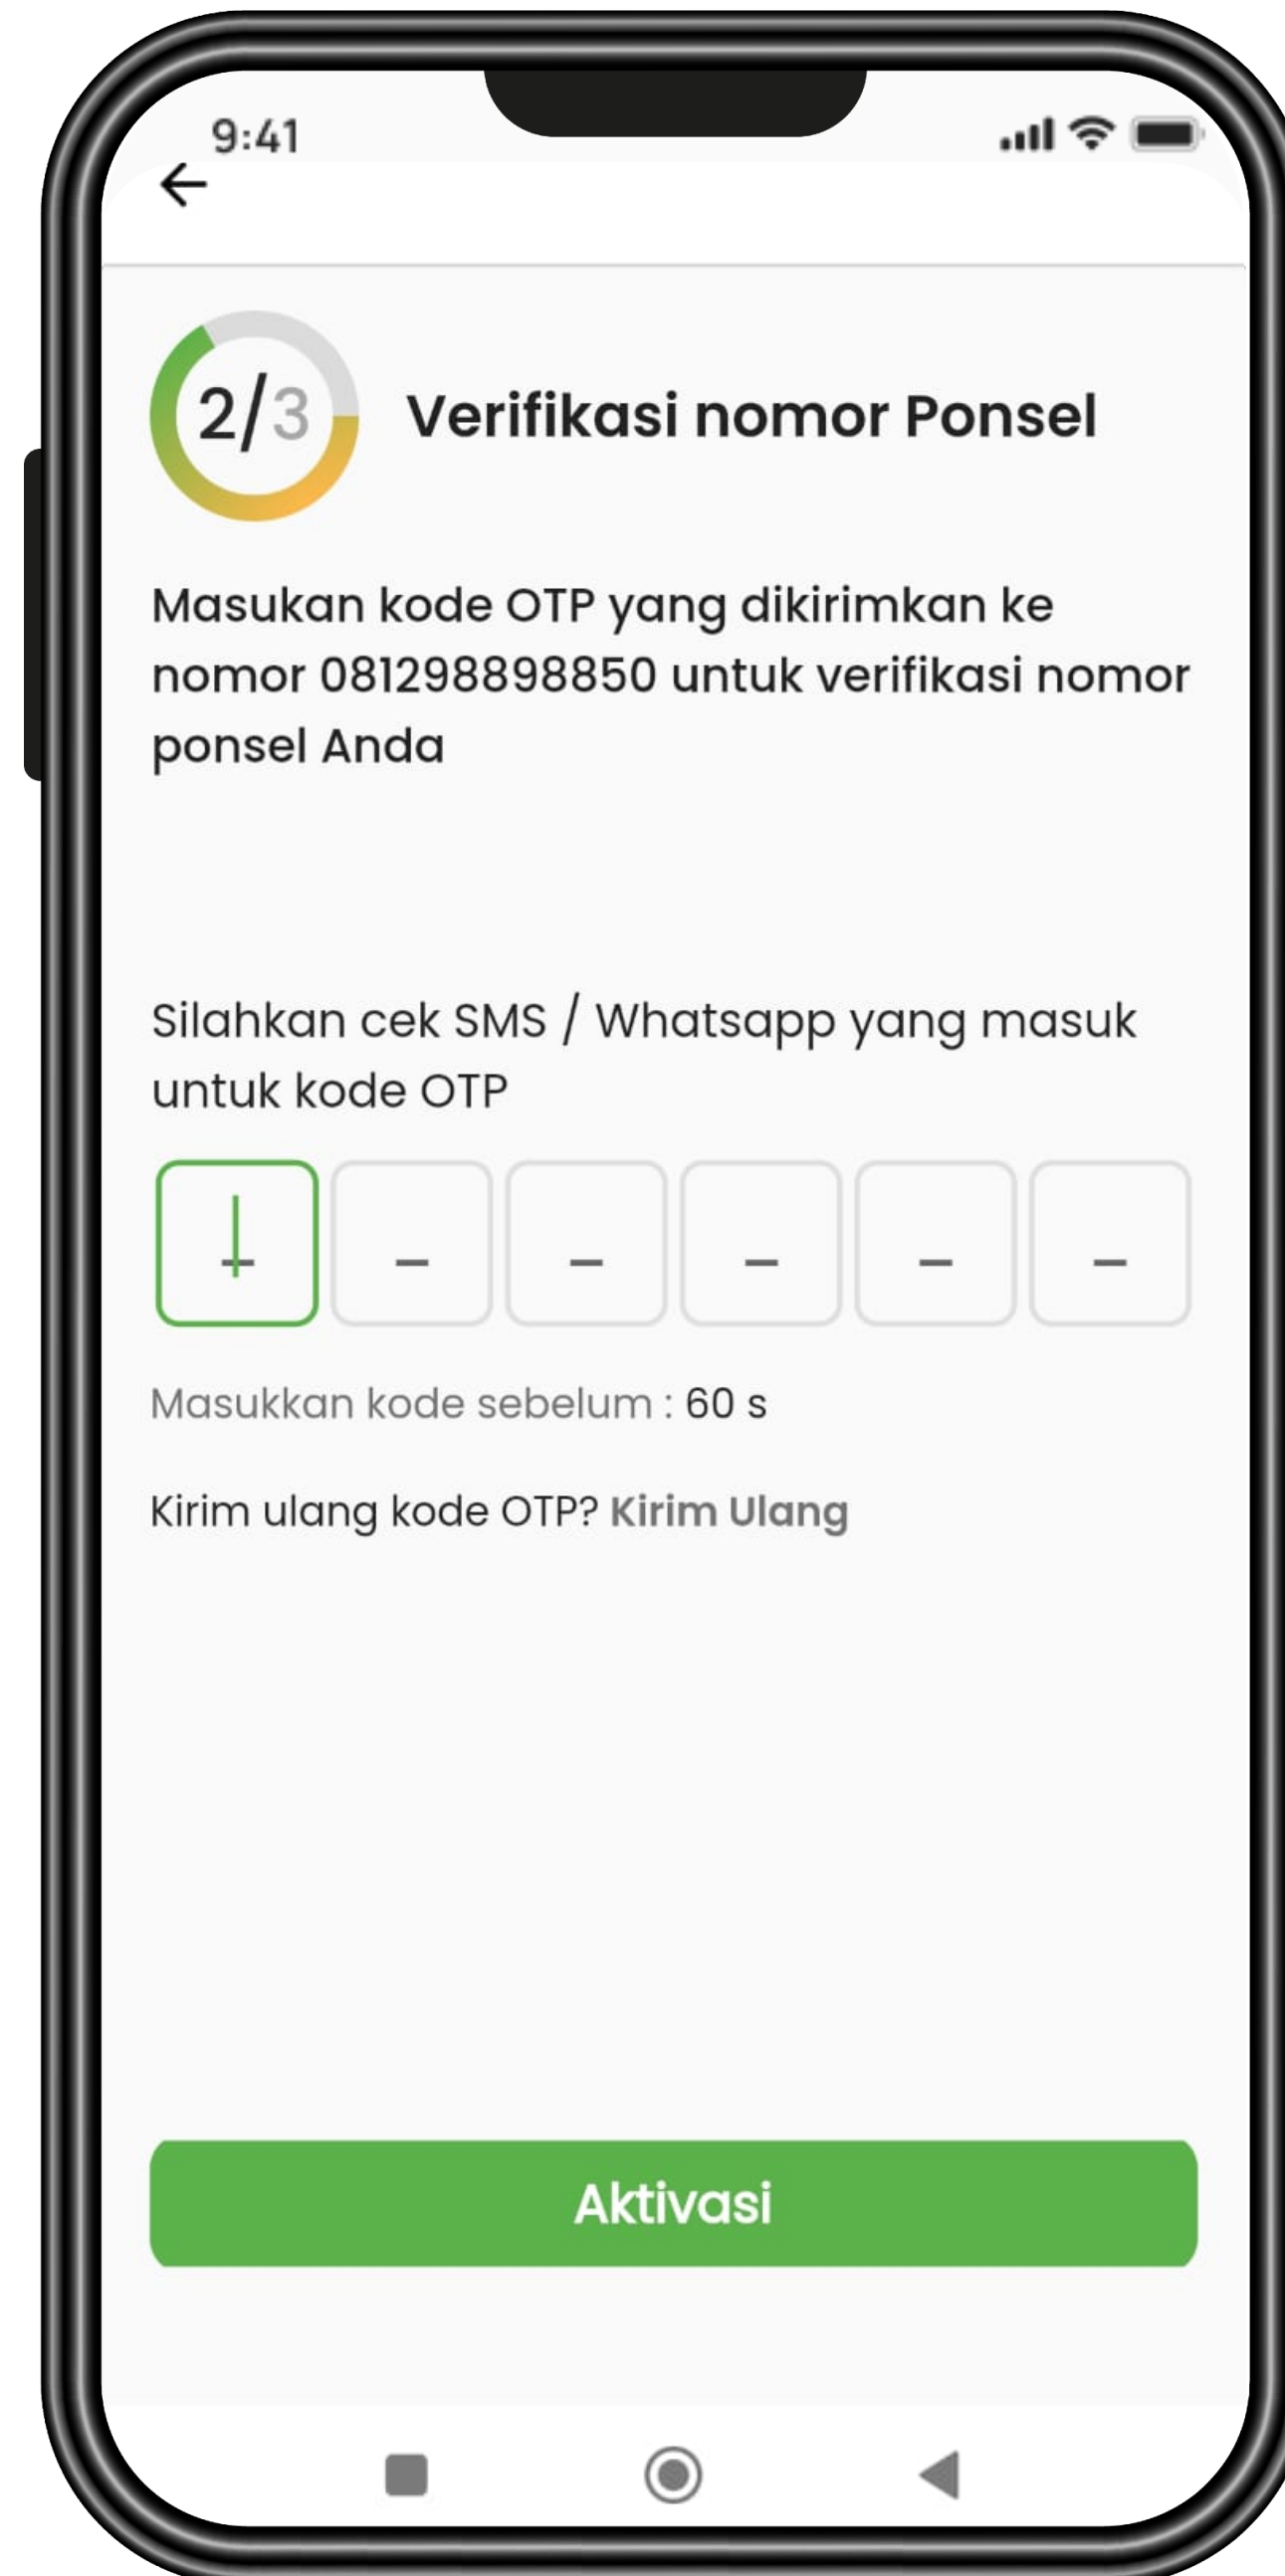 9:41
2/3
Verifikasi nomor Ponsel
Masukan kode OTP yang dikirimkan ke
nomor 081298898850 untuk verifikasi nomor
ponsel Anda
Silahkan cek SMS / Whatsapp yang masuk
untuk kode OTP
Masukkan kode sebelum : 60 s
Kirim ulang kode OTP? Kirim Ulang
Aktivasi